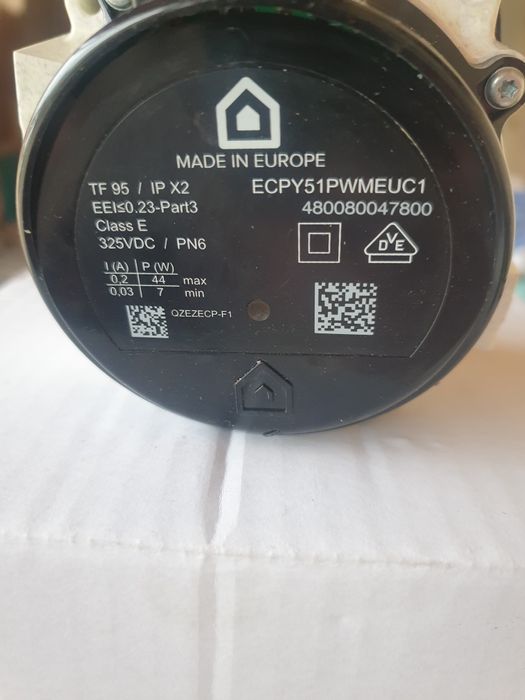 MADE IN EUROPE
TF 95 / IP X2
EEI≤0.23-Part3
Class E
325VDC / PN6
ECPY51PWMEUC1
480080047800
I (A) P (W)
0,2 44 max
0,03 7 min
QZEZECP-F1
DVE